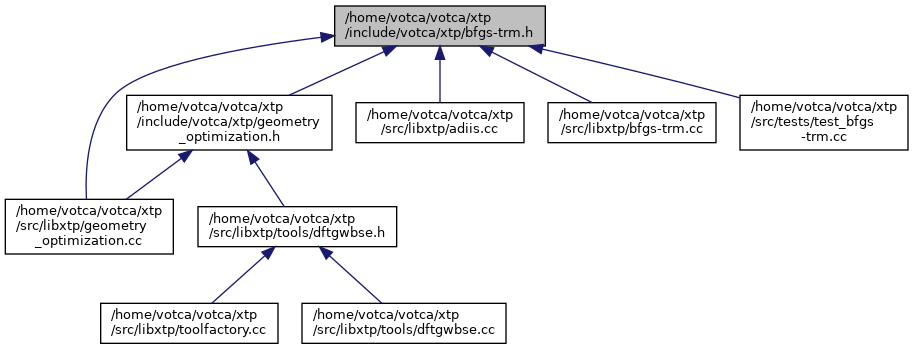 /home/votca/votca/xtp
/include/votca/xtp/bfgs-trm.h
/home/votca/votca/xtp
/include/votca/xtp/geometry
_optimization.h
/home/votca/votca/xtp
/src/libxtp/adiis.cc
/home/votca/votca/xtp
/src/libxtp/bfgs-trm.cc
/home/votca/votca/xtp
/src/tests/test_bfgs
-trm.cc
/home/votca/votca/xtp
/src/libxtp/geometry
_optimization.cc
/home/votca/votca/xtp
/src/libxtp/tools/dftgwbse.h
/home/votca/votca/xtp
/src/libxtp/toolfactory.cc
/home/votca/votca/xtp
/src/libxtp/tools/dftgwbse.cc